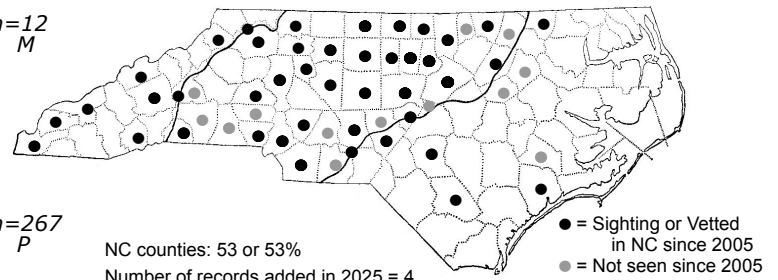 n=12
M
n=267
P
NC counties: 53 or 53%
Number of records added in 2025 = 4
● = Sighting or Vetted
in NC since 2005
● = Not seen since 2005